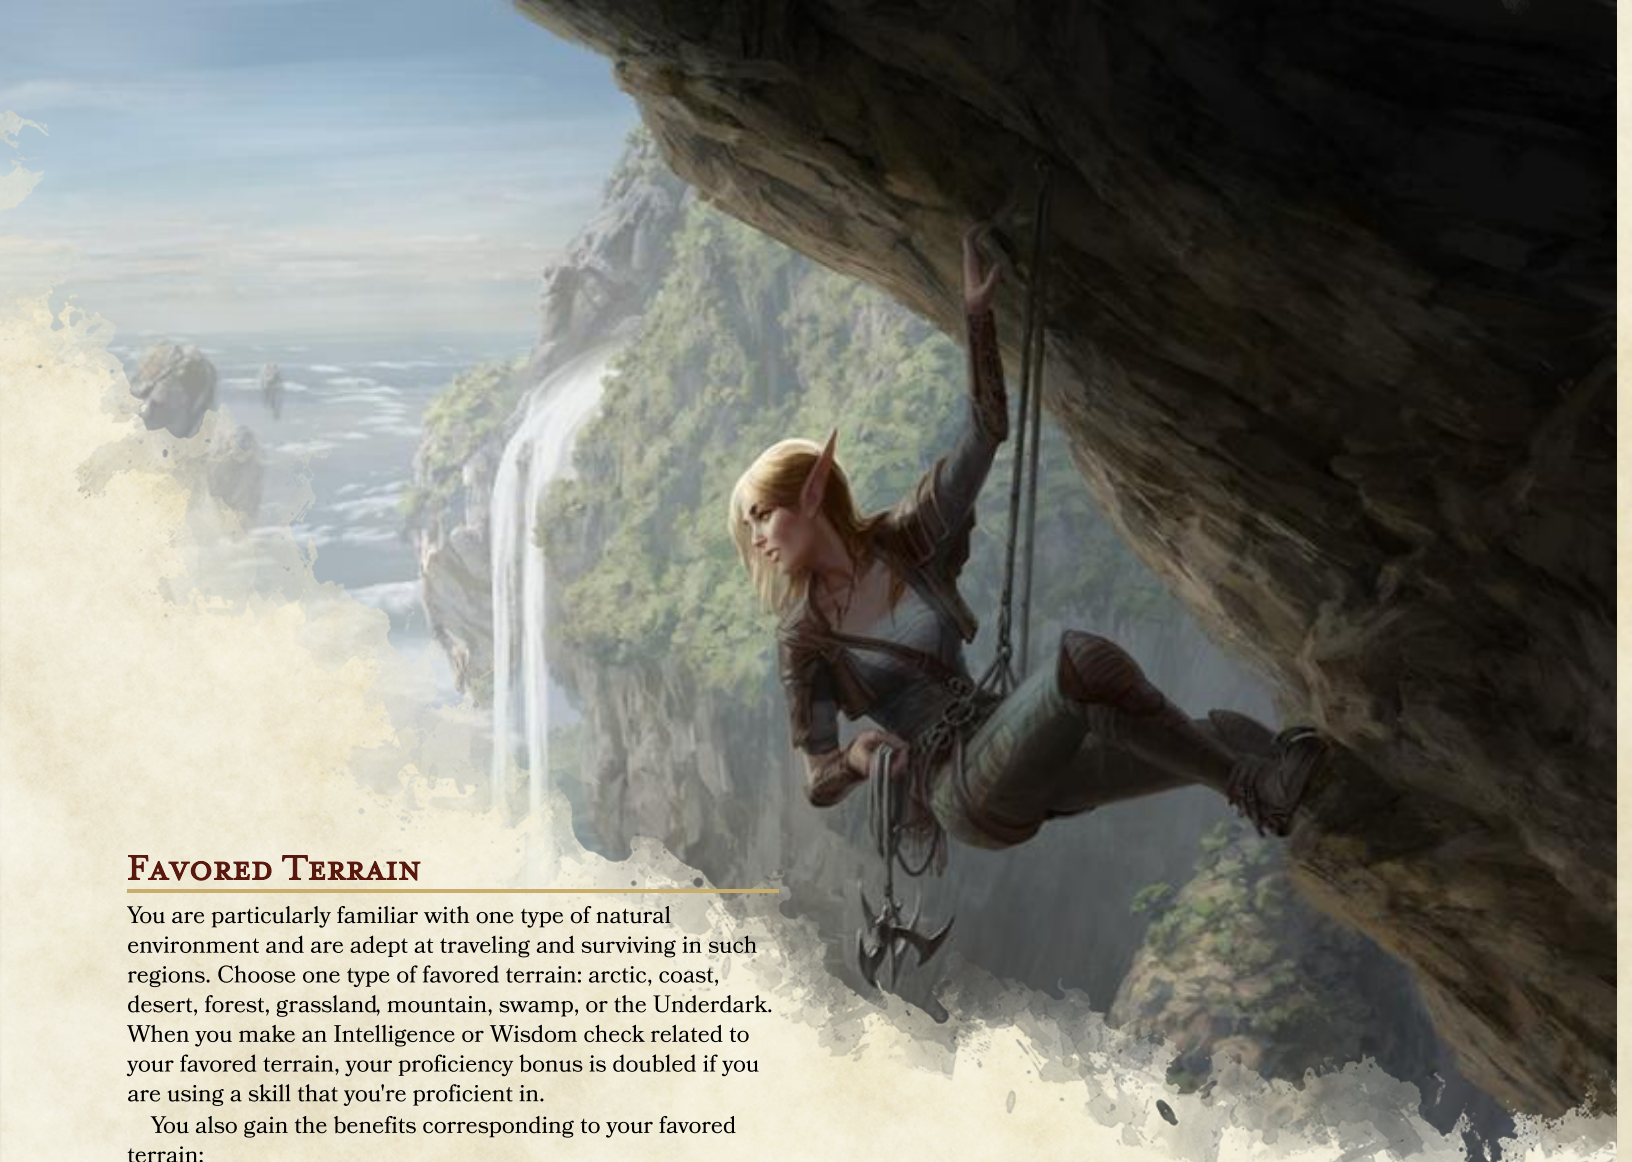 Favored Terrain
You are particularly familiar with one type of natural
environment and are adept at traveling and surviving in such
regions. Choose one type of favored terrain: arctic, coast,
desert, forest, grassland, mountain, swamp, or the Underdark.
When you make an Intelligence or Wisdom check related to
your favored terrain, your proficiency bonus is doubled if you
are using a skill that you're proficient in.
You also gain the benefits corresponding to your favored
terrain: